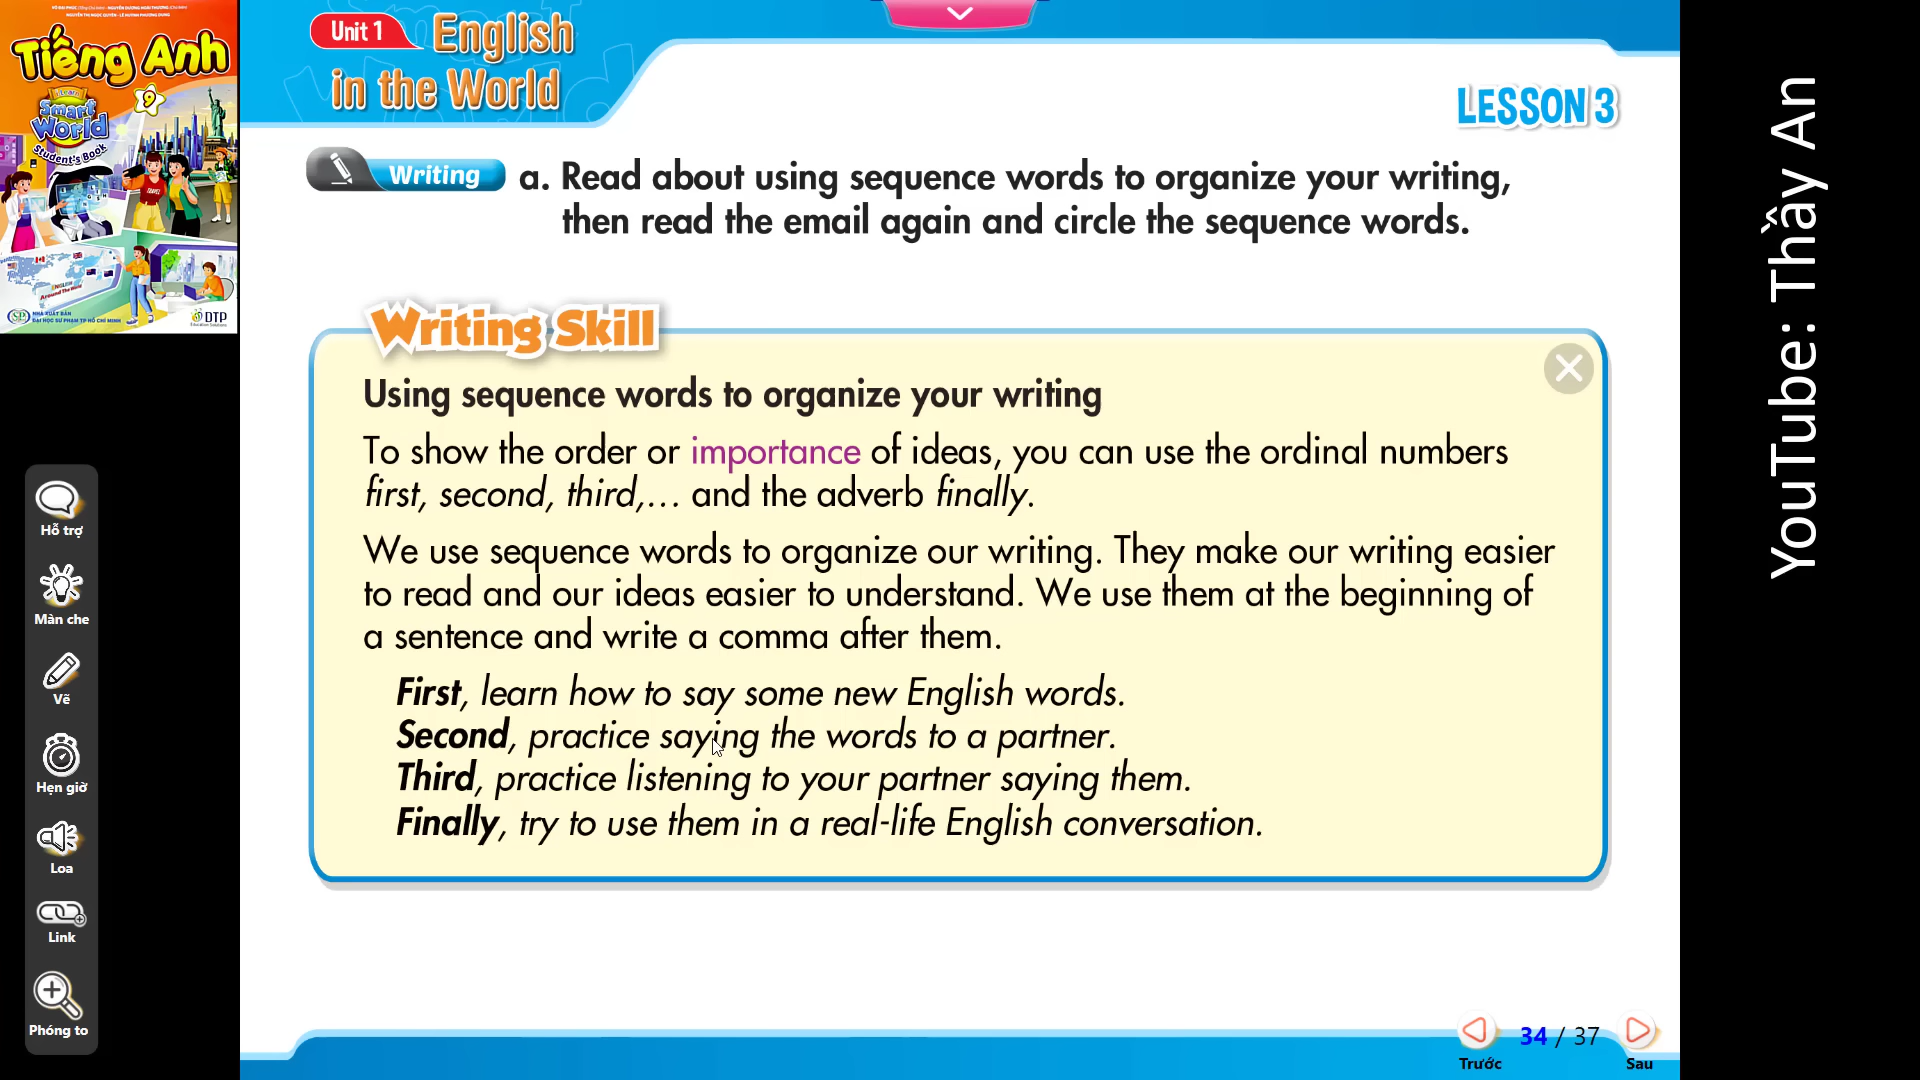 Tiếng Anh
i-Learn
Smart
World
9
Student's Book
DTP
Education Solutions
Unit 1 English
in the World
LESSON 3
Writing
a. Read about using sequence words to organize your writing,
then read the email again and circle the sequence words.
Writing Skill
Using sequence words to organize your writing
To show the order or importance of ideas, you can use the ordinal numbers
first, second, third,... and the adverb finally.
We use sequence words to organize our writing. They make our writing easier
to read and our ideas easier to understand. We use them at the beginning of
a sentence and write a comma after them.
First, learn how to say some new English words.
Second, practice saying the words to a partner.
Third, practice listening to your partner saying them.
Finally, try to use them in a real-life English conversation.
Hỗ trợ
Màn che
Vẽ
Hẹn giờ
Loa
Link
Phóng to
34 / 37
Trước
Sau
YouTube: Thầy An